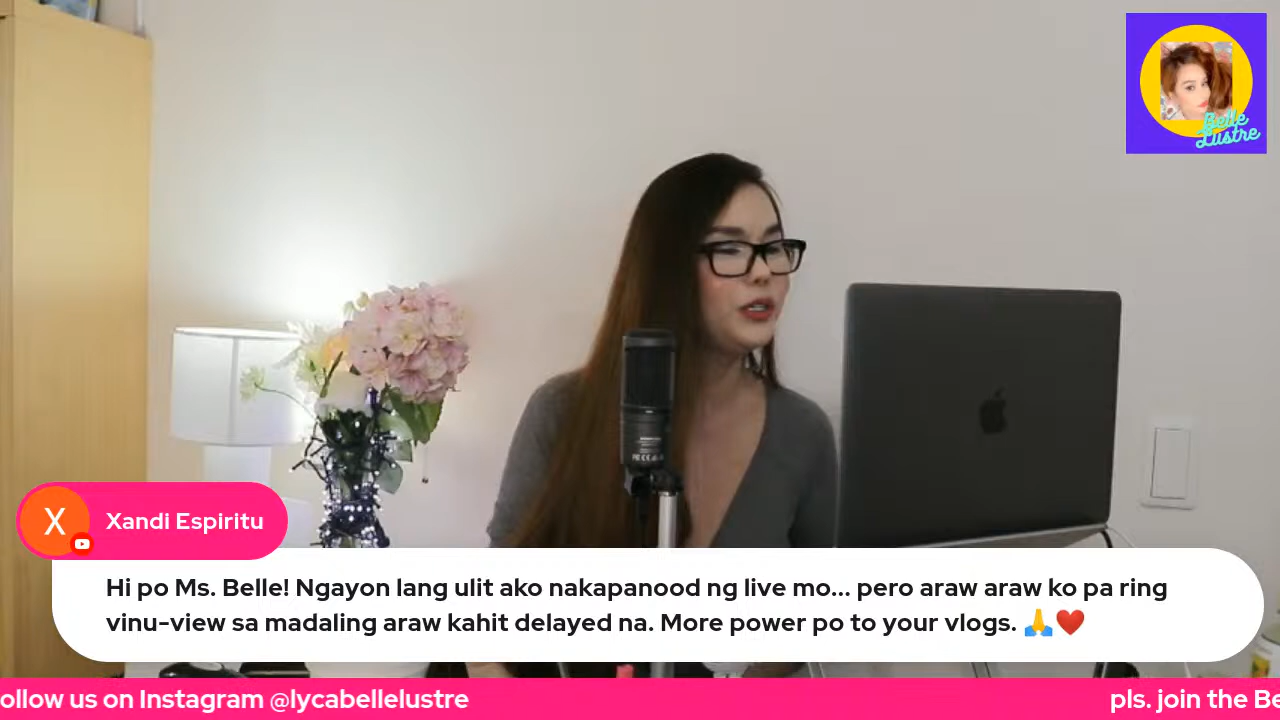 Belle
Lustre
X
Xandi Espiritu
Hi po Ms. Belle! Ngayon lang ulit ako nakapanood ng live mo... pero araw araw ko pa ring
vinu-view sa madaling araw kahit delayed na. More power po to your vlogs. 🙏❤️
ollow us on Instagram @lycabellelustre
pls. join the Be